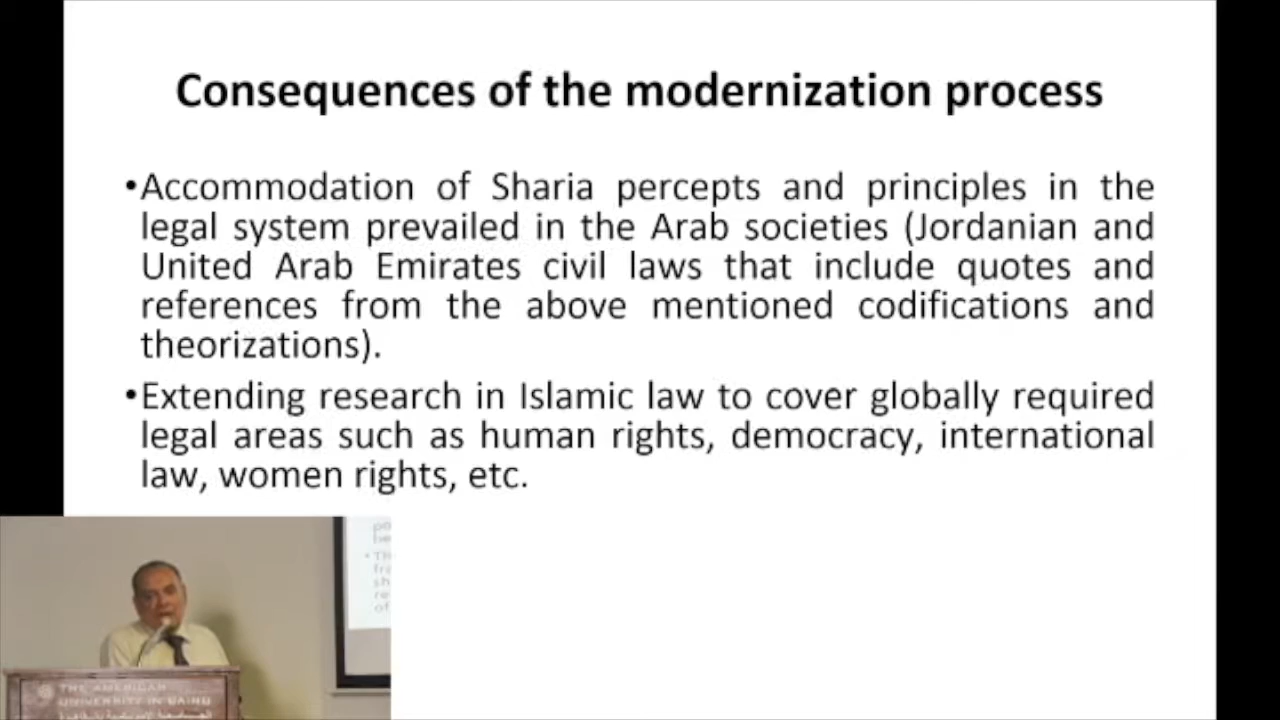 Consequences of the modernization process
•Accommodation of Sharia percepts and principles in the
legal system prevailed in the Arab societies (Jordanian and
United Arab Emirates civil laws that include quotes and
references from the above mentioned codifications and
theorizations).
•Extending research in Islamic law to cover globally required
legal areas such as human rights, democracy, international
law, women rights, etc.
THE AMERICAN
UNIVERSITY IN CAIRO
الجامعة الأمريكية بالقاهرة